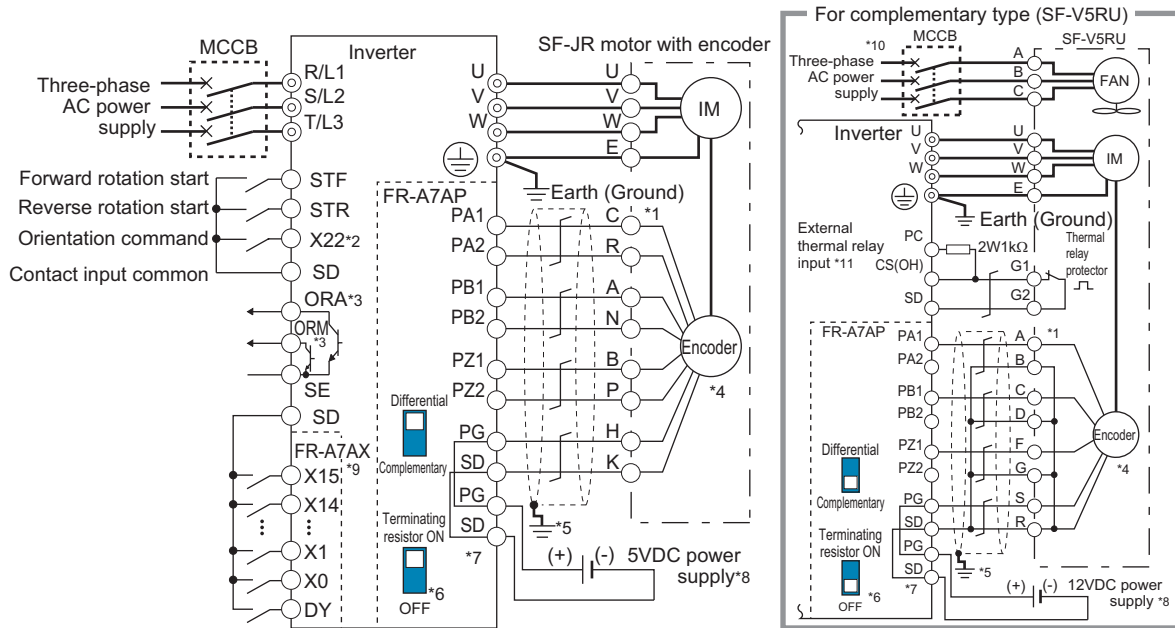 MCCB
Three-phase
AC power
supply
R/L1
S/L2
T/L3
Inverter
U
V
W
SF-JR motor with encoder
U
V
W
E
IM
Earth (Ground)
Forward rotation start
Reverse rotation start
Orientation command
Contact input common
STF
STR
X22*2
SD
ORA*3
ORM
*3
SE
SD
FR-A7AX
*9
X15
X14
X1
X0
DY
FR-A7AP
PA1
PA2
PB1
PB2
PZ1
PZ2
PG
SD
PG
SD
Differential
Complementary
Terminating
resistor ON
*6
OFF
*7
C
R
A
N
B
P
H
K
*1
Encoder
*4
*5
(+)
(-)
5VDC power
supply*8
For complementary type (SF-V5RU)
MCCB
*10
Three-phase
AC power
supply
A
B
C
SF-V5RU
FAN
Inverter
U
V
W
U
V
W
E
IM
Earth (Ground)
External
thermal relay
input *11
PC
CS(OH)
SD
2W1kΩ
G1
G2
Thermal
relay
protector
FR-A7AP
PA1
PA2
PB1
PB2
PZ1
PZ2
PG
SD
PG
SD
Differential
Complementary
Terminating
resistor ON
*6
OFF
*7
A
B
C
D
F
G
S
R
*1
Encoder
*4
*5
(+)
(-)
12VDC power
supply *8